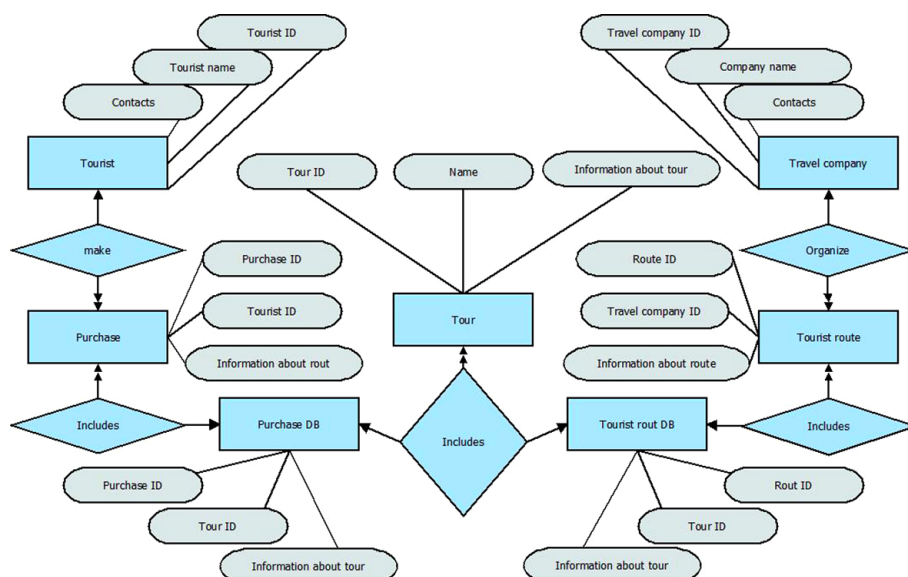 Tourist ID
Travel company ID
Tourist name
Company name
Contacts
Contacts
Tourist
Travel company
Tour ID
Name
Information about tour
make
Organize
Purchase ID
Route ID
Tourist ID
Travel company ID
Purchase
Tour
Tourist route
Information about rout
Information about route
Includes
Purchase DB
Includes
Tourist rout DB
Includes
Purchase ID
Rout ID
Tour ID
Tour ID
Information about tour
Information about tour